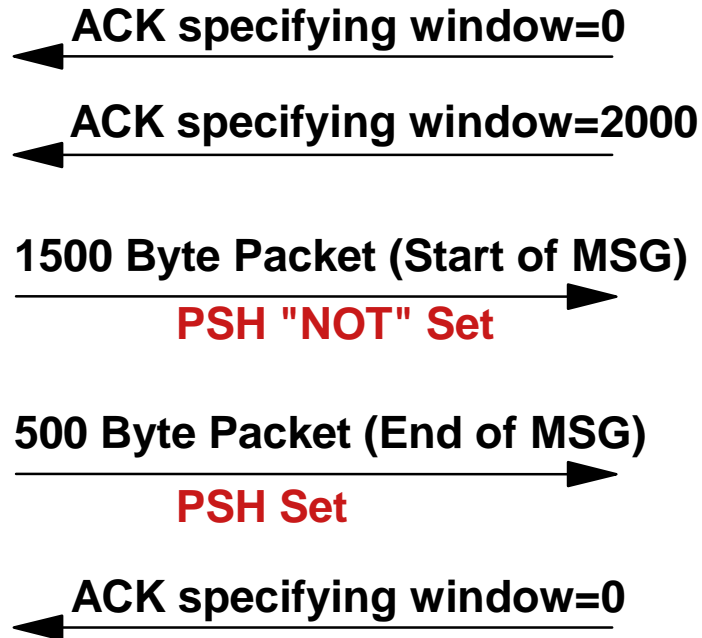 ACK specifying window=0
ACK specifying window=2000
1500 Byte Packet (Start of MSG)
PSH "NOT" Set
500 Byte Packet (End of MSG)
PSH Set
ACK specifying window=0